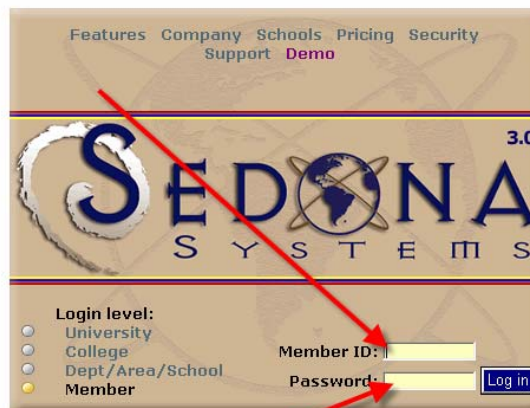 Features Company Schools Pricing Security
Support Demo
3.0
SEDONA
SYSTEMS
Login level:
University
College
Dept/Area/School
Member
Member ID:
Password:
Log in